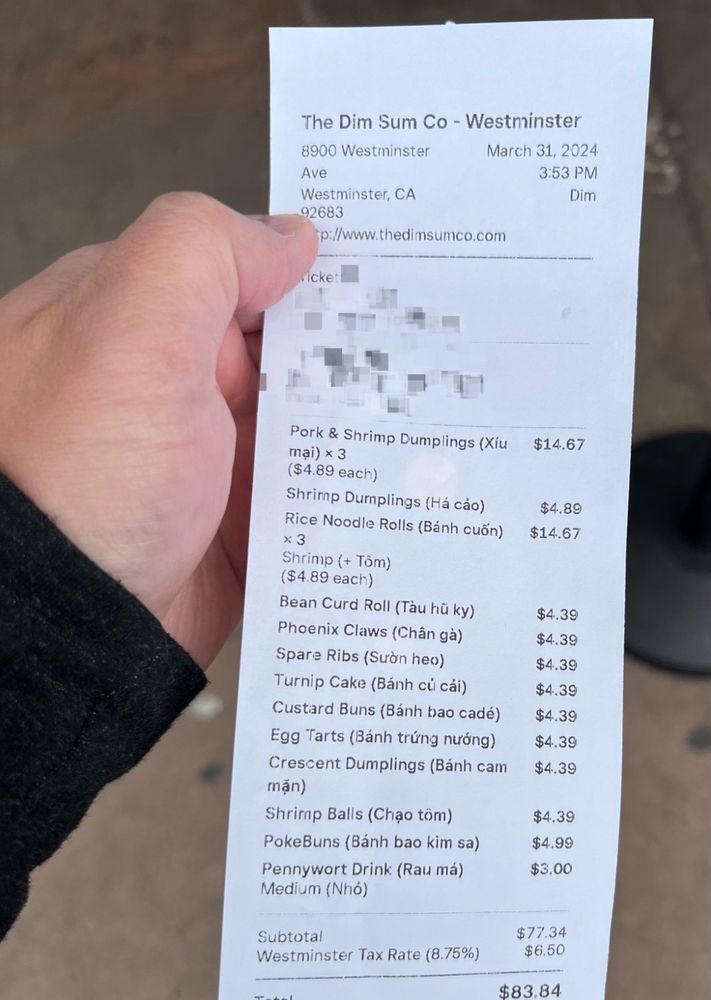 The Dim Sum Co - Westminster
8900 Westminster March 31, 2024
Ave 3:53 PM
Westminster, CA Dim
92683
tp://www.thedimsumco.com
icket
Pork & Shrimp Dumplings (Xíu $14.67
mại) × 3
($4.89 each)
Shrimp Dumplings (Há cảo) $4.89
Rice Noodle Rolls (Bánh cuốn) $14.67
× 3
Shrimp (+ Tôm)
($4.89 each)
Bean Curd Roll (Tàu hũ ky) $4.39
Phoenix Claws (Chân gà) $4.39
Spare Ribs (Sườn heo) $4.39
Turnip Cake (Bánh củ cải) $4.39
Custard Buns (Bánh bao cadé) $4.39
Egg Tarts (Bánh trứng nướng) $4.39
Crescent Dumplings (Bánh cam $4.39
mặn)
Shrimp Balls (Chạo tôm) $4.39
PokeBuns (Bánh bao kim sa) $4.99
Pennywort Drink (Rau má) $3.00
Medium (Nhỏ)
Subtotal $77.34
Westminster Tax Rate (8.75%) $6.50
Total $83.84